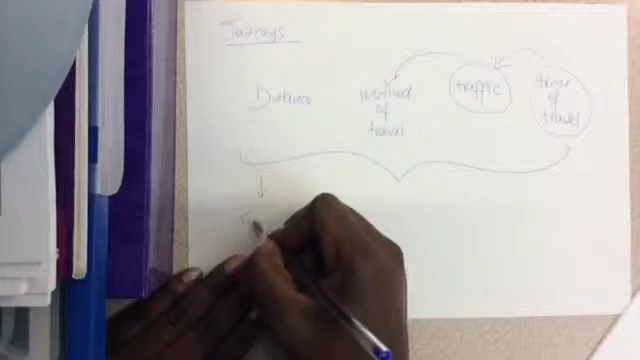 Journeys
Distance
method
of
travel
traffic
time
of
travel